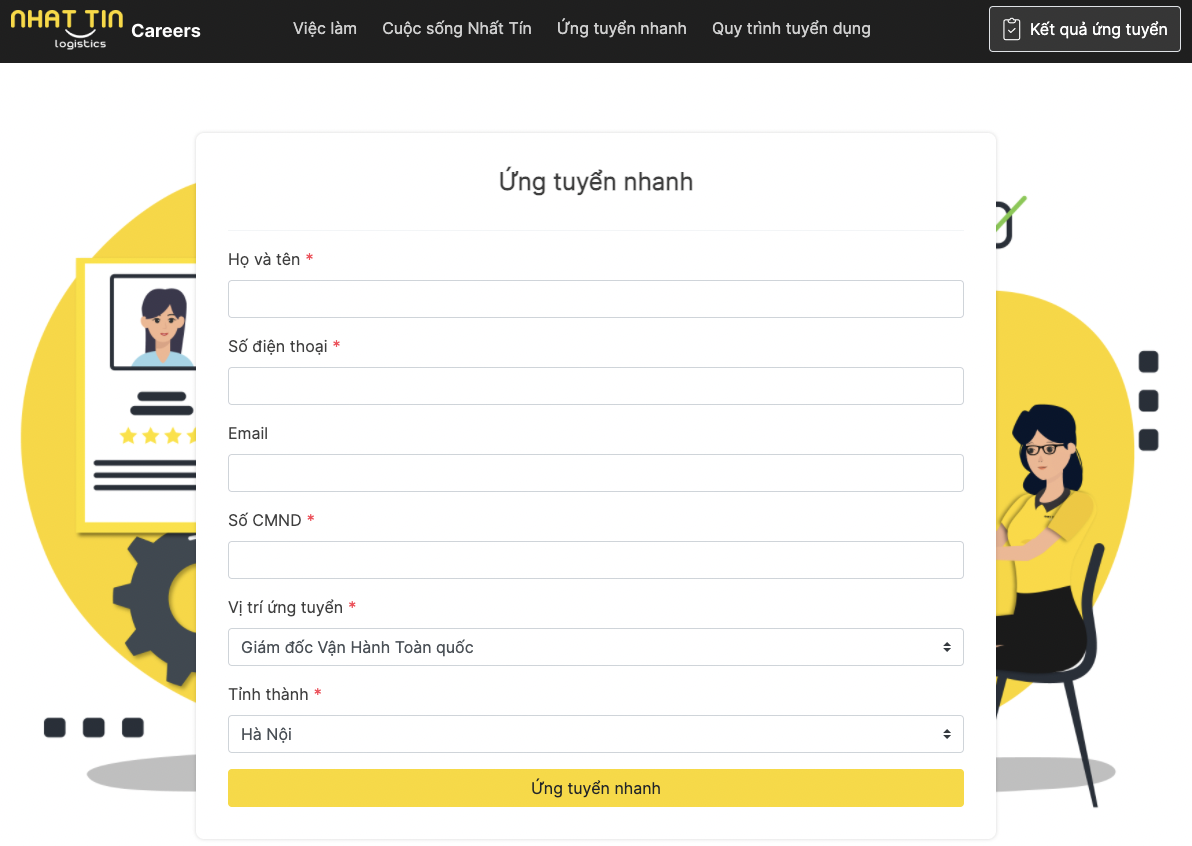 NHAT TIN
logistics
Careers
Việc làm
Cuộc sống Nhất Tín
Ứng tuyển nhanh
Quy trình tuyển dụng
Kết quả ứng tuyển
Ứng tuyển nhanh
Họ và tên *
Số điện thoại *
Email
Số CMND *
Vị trí ứng tuyển *
Giám đốc Vận Hành Toàn quốc
Tỉnh thành *
Hà Nội
Ứng tuyển nhanh